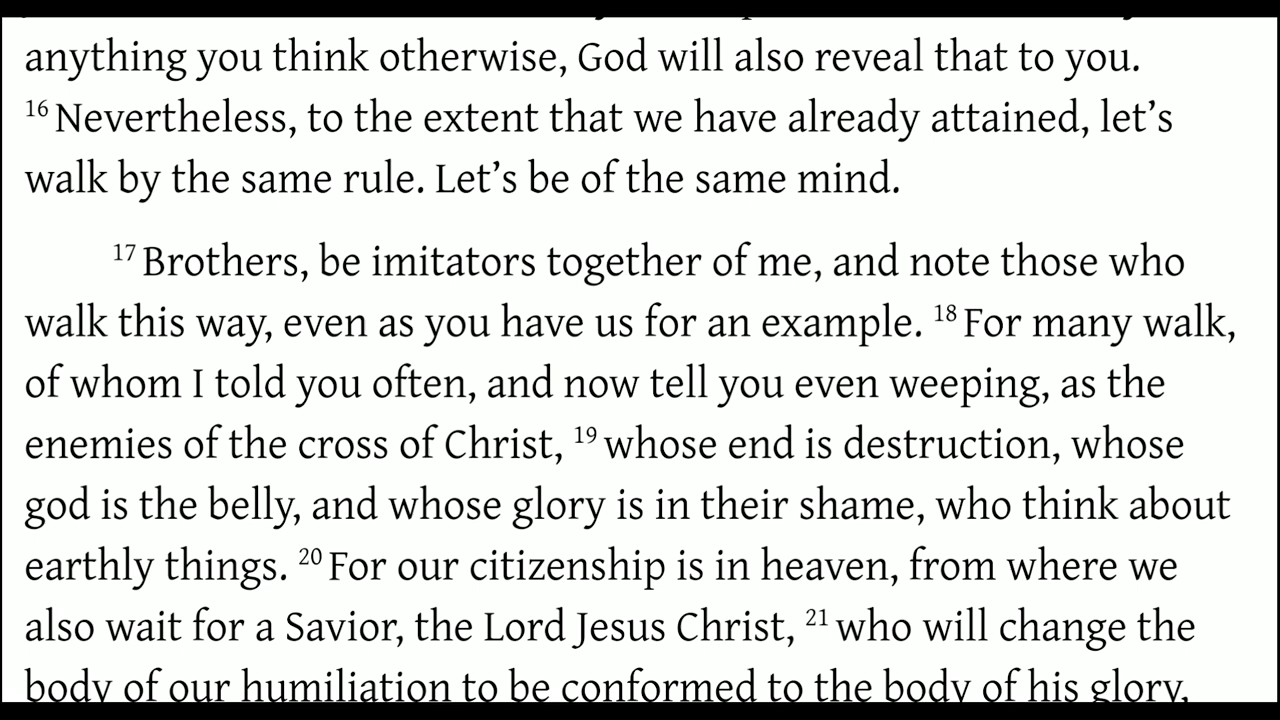 anything you think otherwise, God will also reveal that to you.
16 Nevertheless, to the extent that we have already attained, let’s
walk by the same rule. Let’s be of the same mind.
17 Brothers, be imitators together of me, and note those who
walk this way, even as you have us for an example. 18 For many walk,
of whom I told you often, and now tell you even weeping, as the
enemies of the cross of Christ, 19 whose end is destruction, whose
god is the belly, and whose glory is in their shame, who think about
earthly things. 20 For our citizenship is in heaven, from where we
also wait for a Savior, the Lord Jesus Christ, 21 who will change the
body of our humiliation to be conformed to the body of his glory,